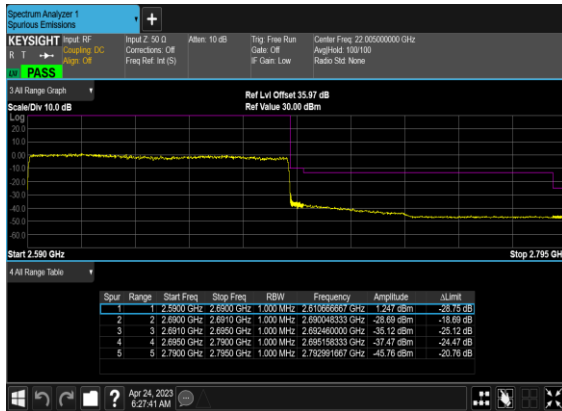 Spectrum Analyzer 1
Spurious Emissions
KEYSIGHT
R T
LXI PASS
Input: RF
Coupling: DC
Align: Off
Input Z: 50 Ω
Corrections: Off
Freq Ref: Int (S)
Atten: 10 dB
Trig: Free Run
Gate: Off
IF Gain: Low
Center Freq: 22.005000000 GHz
Avg|Hold: 100/100
Radio Std: None
3 All Range Graph
Scale/Div 10.0 dB
Ref Lvl Offset 35.97 dB
Ref Value 30.00 dBm
Log
20.0
10.0
0.00
-10.0
-20.0
-30.0
-40.0
-50.0
-60.0
Start 2.590 GHz
Stop 2.795 GH
4 All Range Table
Spur Range Start Freq Stop Freq RBW Frequency Amplitude ΔLimit
1 1 2.5900 GHz 2.6900 GHz 1.000 MHz 2.610666667 GHz 1.247 dBm -28.75 dB
2 2 2.6900 GHz 2.6910 GHz 1.000 MHz 2.690048333 GHz -28.69 dBm -18.69 dB
3 3 2.6910 GHz 2.6950 GHz 1.000 MHz 2.692460000 GHz -35.12 dBm -25.12 dB
4 4 2.6950 GHz 2.7900 GHz 1.000 MHz 2.695158333 GHz -37.47 dBm -24.47 dB
5 5 2.7900 GHz 2.7950 GHz 1.000 MHz 2.792991667 GHz -45.76 dBm -20.76 dB
?
Apr 24, 2023
6:27:41 AM